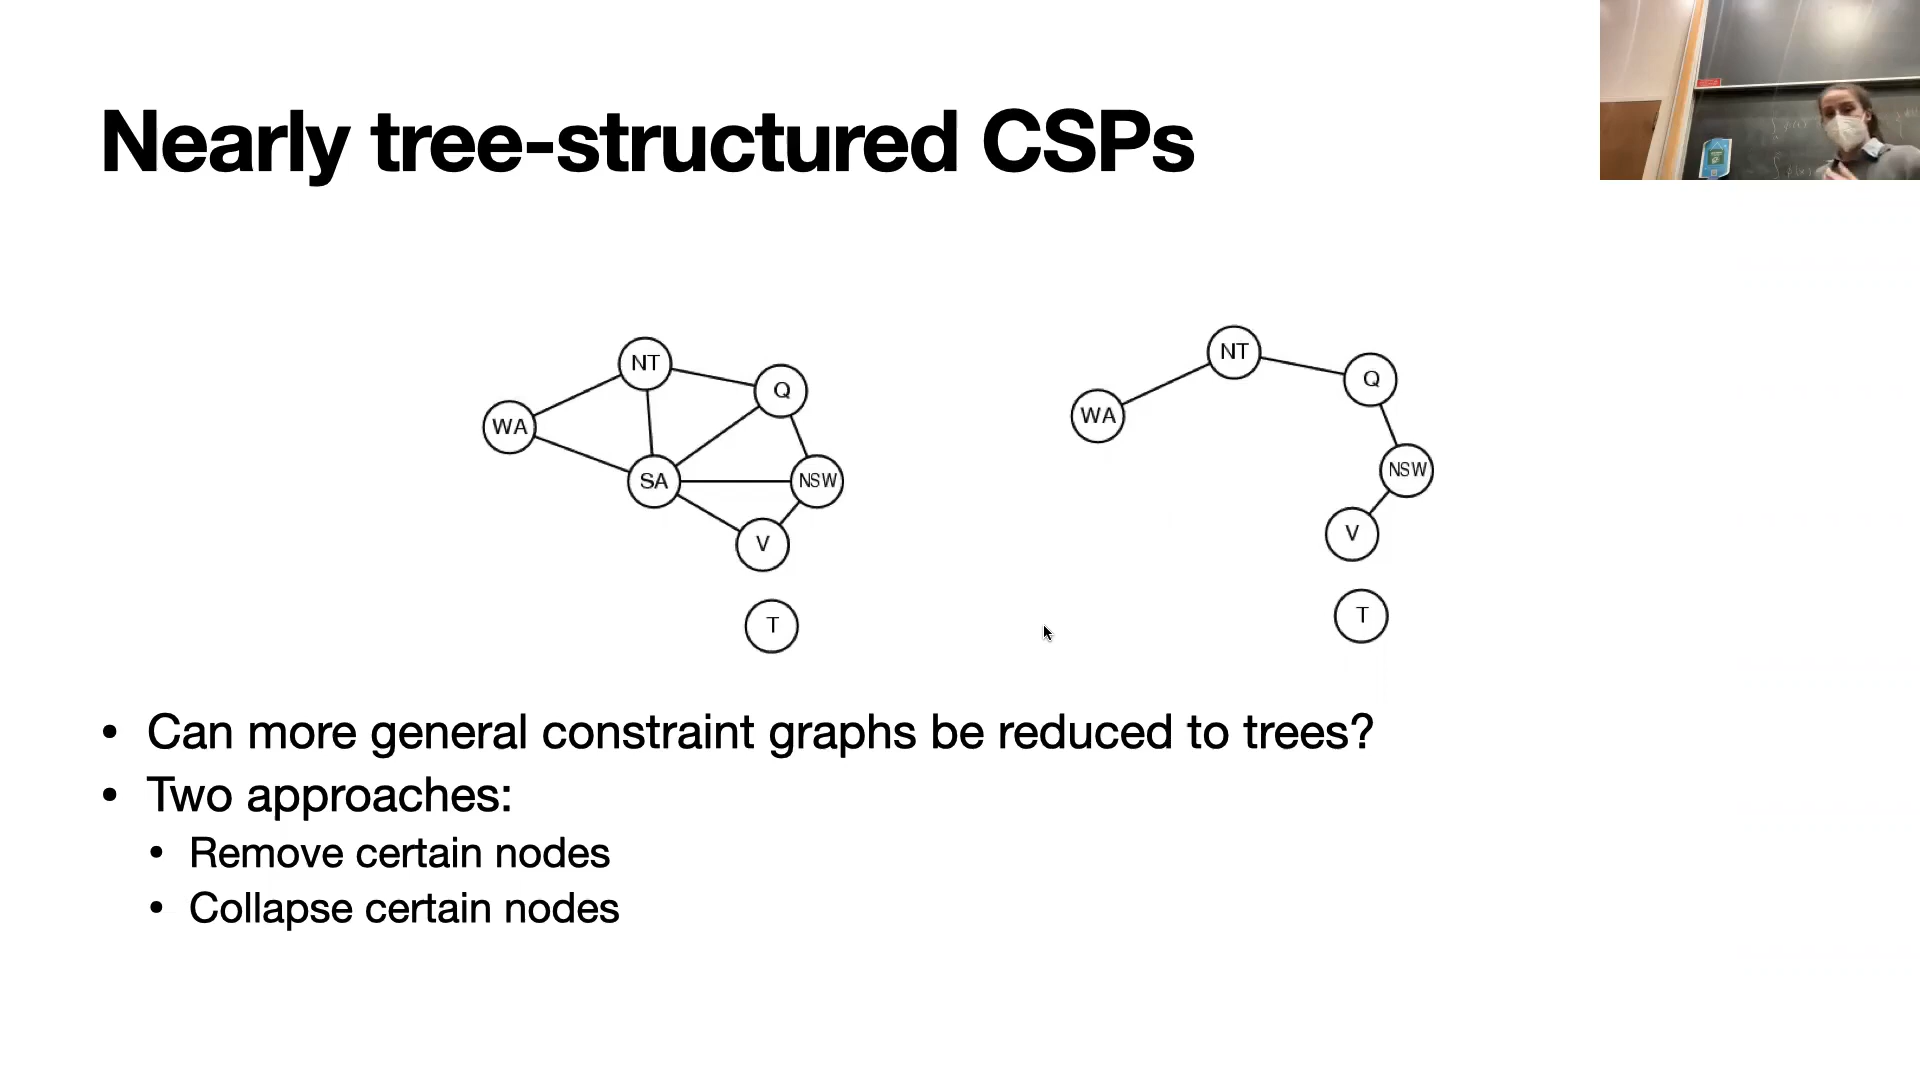 Nearly tree-structured CSPs
NT
Q
WA
SA
NSW
V
T
NT
Q
WA
NSW
V
T
• Can more general constraint graphs be reduced to trees?
• Two approaches:
• Remove certain nodes
• Collapse certain nodes